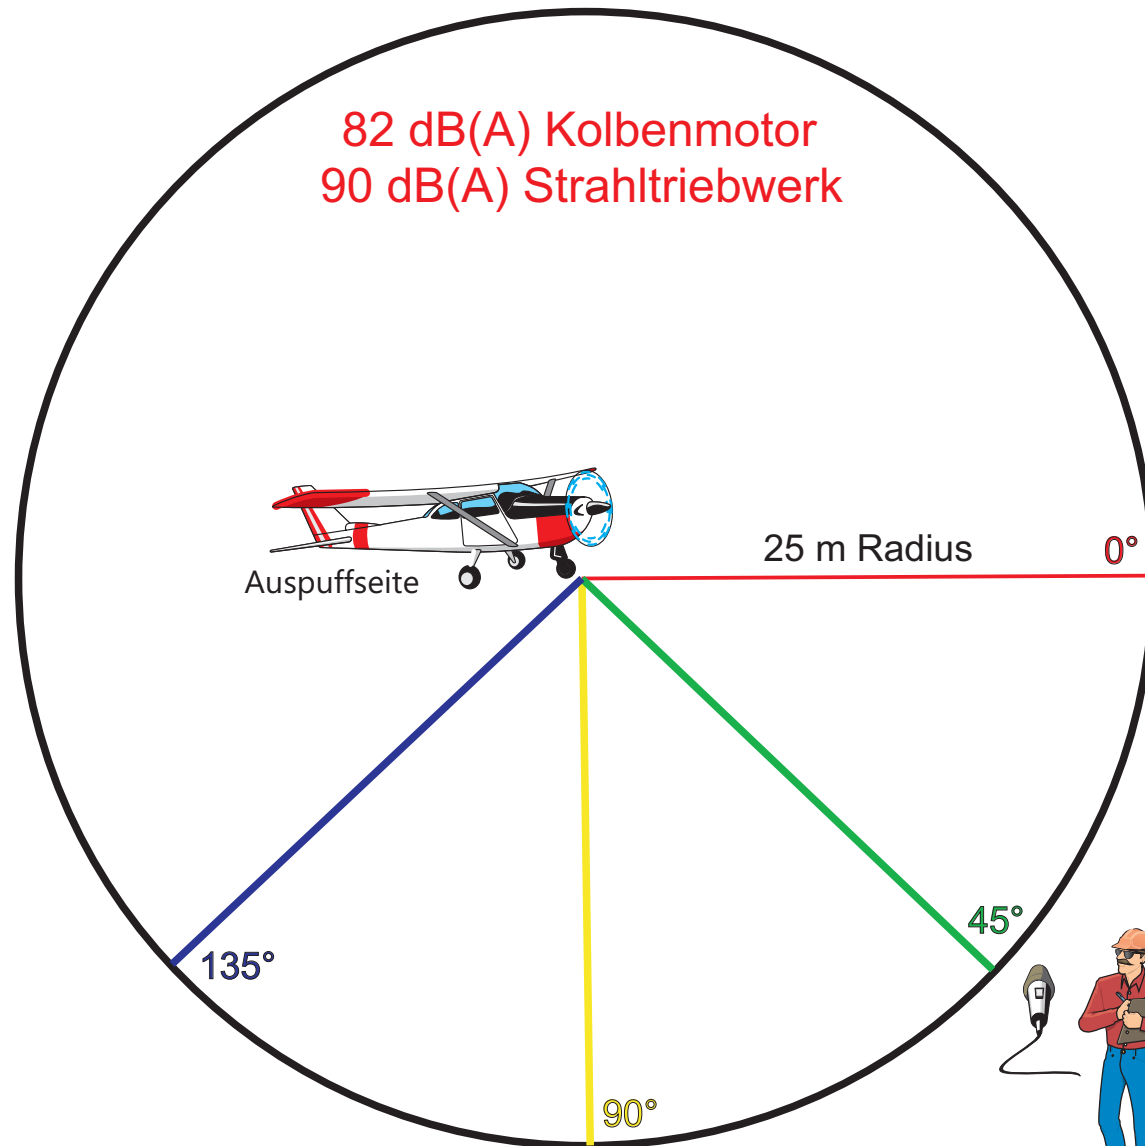 82 dB(A) Kolbenmotor
90 dB(A) Strahltriebwerk
25 m Radius
0°
Auspuffseite
45°
135°
90°